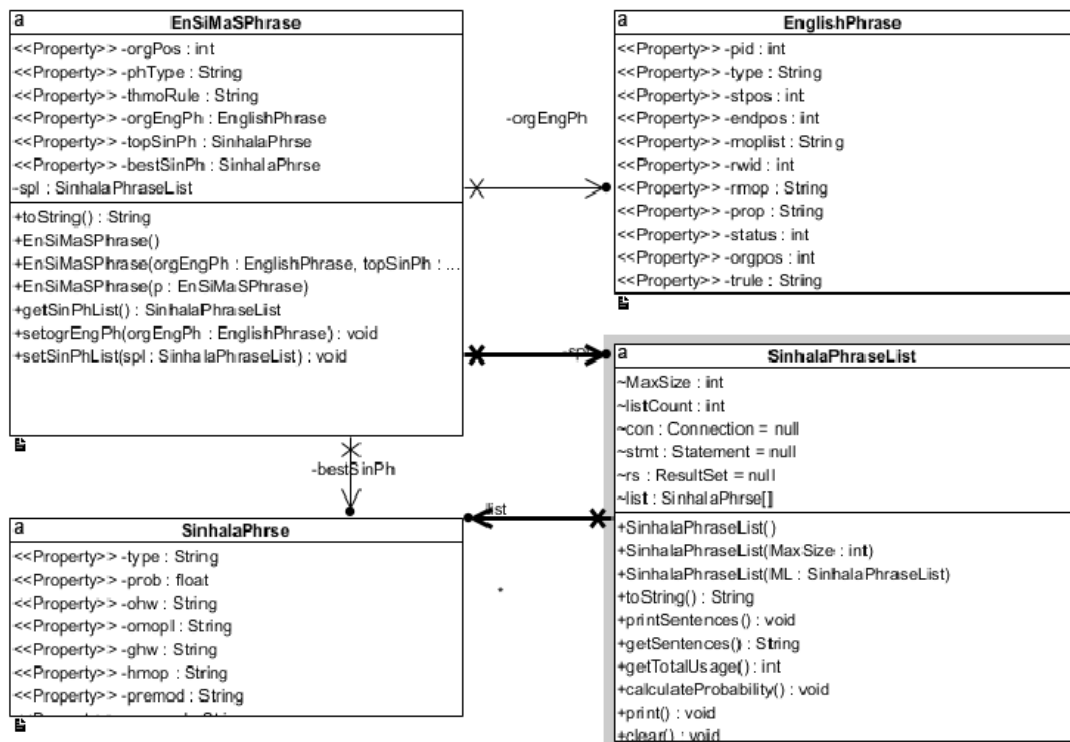 a
EnSiMaSPhrase
<<Property>> -orgPos : int
<<Property>> -phType : String
<<Property>> -thmoRule : String
<<Property>> -orgEngPh : EnglishPhrase
<<Property>> -topSinPh : SinhalaPhrse
<<Property>> -bestSinPh : SinhalaPhrse
-spl : SinhalaPhraseList
+toString() : String
+EnSiMaSPhrase()
+EnSiMaSPhrase(orgEngPh : EnglishPhrase, topSinPh : ...
+EnSiMaSPhrase(p : EnSiMaSPhrase)
+getSinPhList() : SinhalaPhraseList
+setogrEngPh(orgEngPh : EnglishPhrase) : void
+setSinPhList(spl : SinhalaPhraseList) : void
-orgEngPh
a
EnglishPhrase
<<Property>> -pid : int
<<Property>> -type : String
<<Property>> -stpos : int
<<Property>> -endpos : int
<<Property>> -moplist : String
<<Property>> -rwid : int
<<Property>> -rmop : String
<<Property>> -prop : String
<<Property>> -status : int
<<Property>> -orgpos : int
<<Property>> -trule : String
-spl
a
SinhalaPhraseList
~MaxSize : int
~listCount : int
~con : Connection = null
~stmt : Statement = null
~rs : ResultSet = null
~list : SinhalaPhrse[]
+SinhalaPhraseList()
+SinhalaPhraseList(MaxSize : int)
+SinhalaPhraseList(ML : SinhalaPhraseList)
+toString() : String
+printSentences() : void
+getSentences() : String
+getTotalUsage() : int
+calculateProbability() : void
+print() : void
+clear() : void
-bestSinPh
list
a
SinhalaPhrse
<<Property>> -type : String
<<Property>> -prob : float
<<Property>> -ohw : String
<<Property>> -omopl : String
<<Property>> -ghw : String
<<Property>> -hmop : String
<<Property>> -premod : String